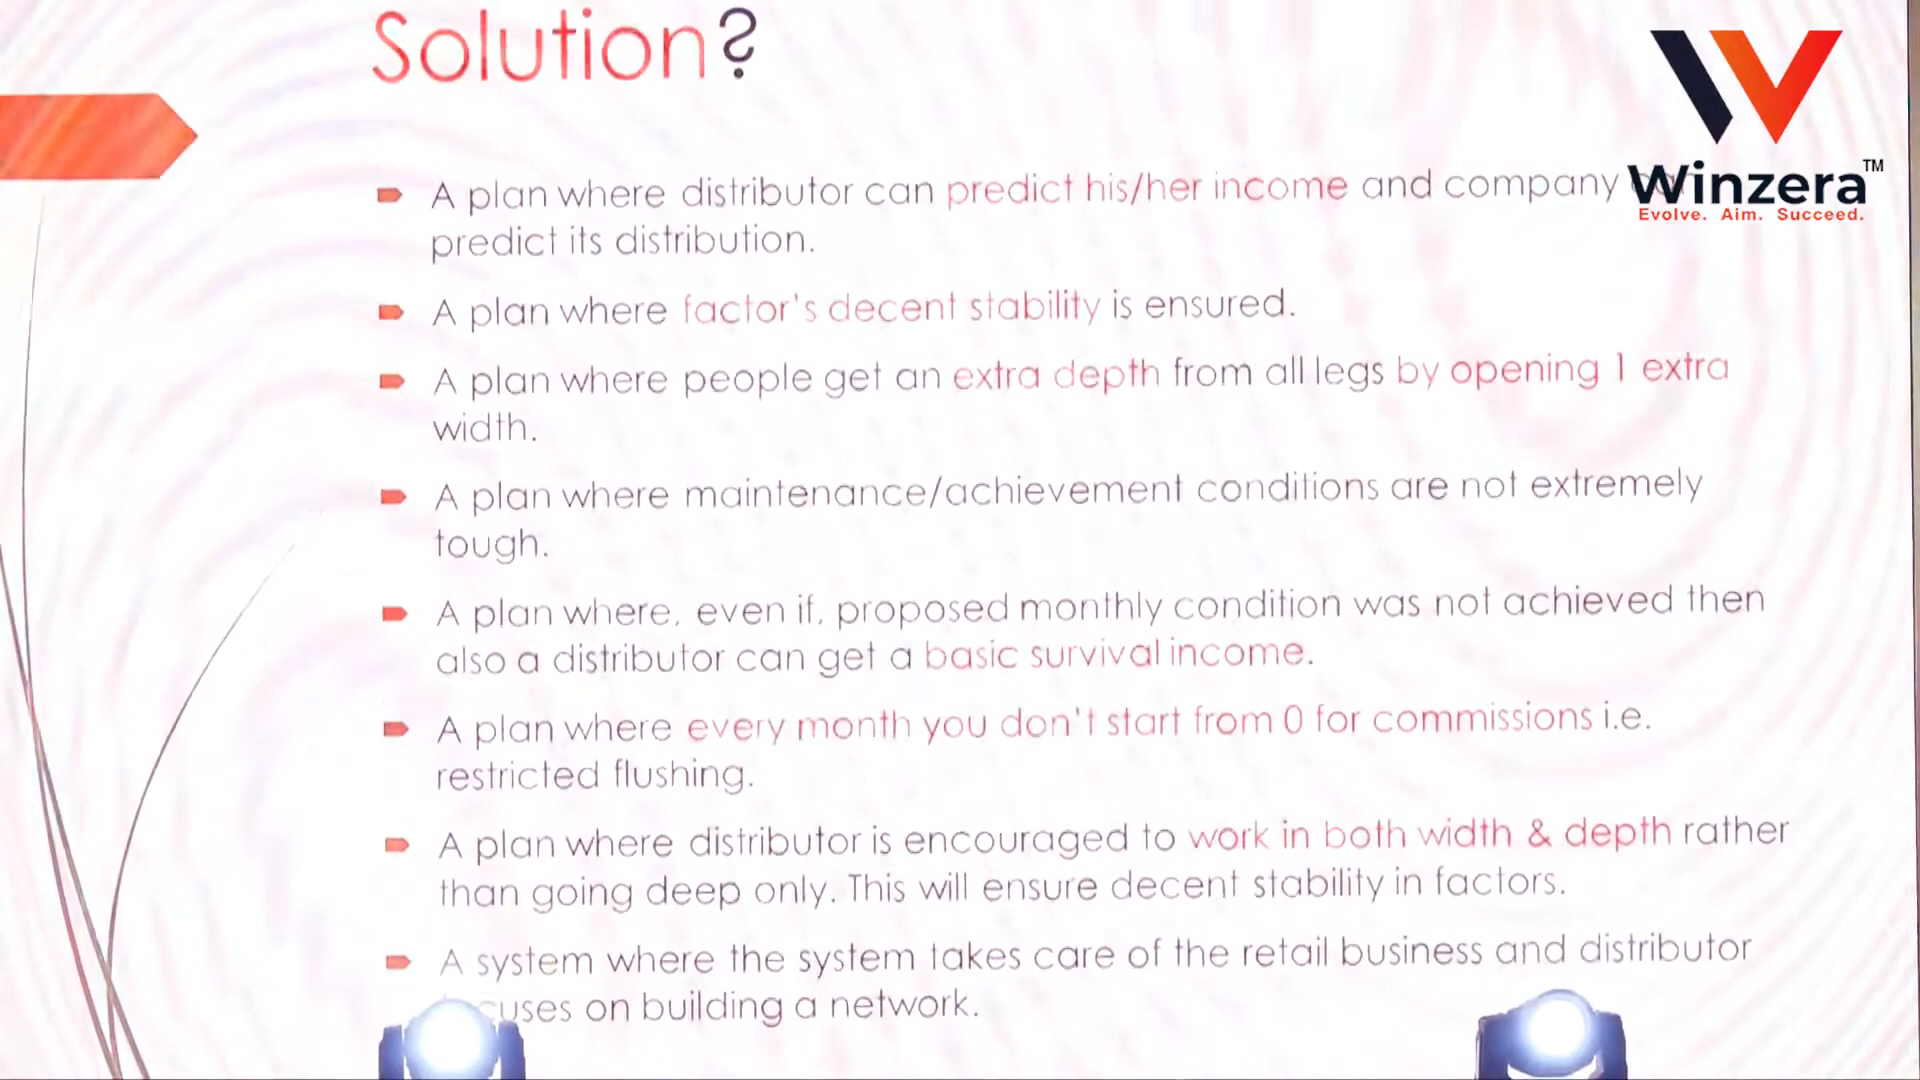 Solution?
Winzera™
Evolve. Aim. Succeed.
A plan where distributor can predict his/her income and company
predict its distribution.
A plan where factor's decent stability is ensured.
A plan where people get an extra depth from all legs by opening 1 extra
width.
A plan where maintenance/achievement conditions are not extremely
tough.
A plan where, even if, proposed monthly condition was not achieved then
also a distributor can get a basic survival income.
A plan where every month you don't start from 0 for commissions i.e.
restricted flushing.
A plan where distributor is encouraged to work in both width & depth rather
than going deep only. This will ensure decent stability in factors.
A system where the system takes care of the retail business and distributor
on building a network.